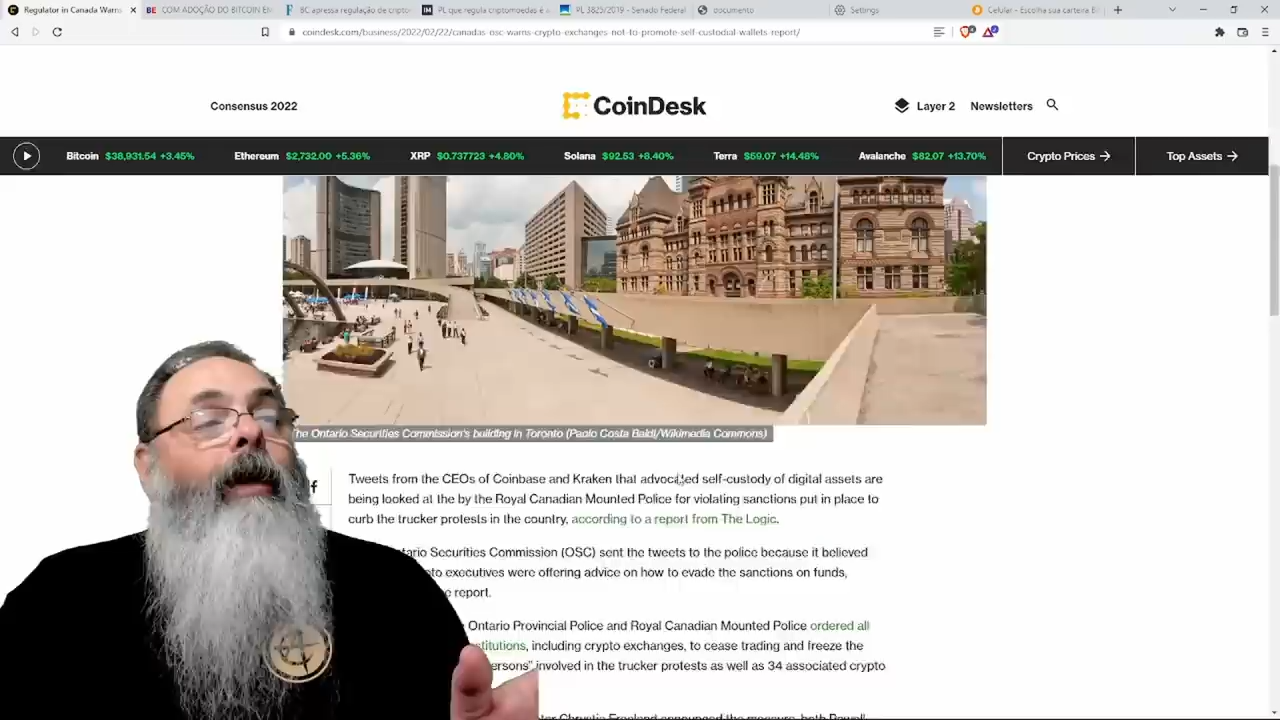 Regulator in Canada Warns
COM ADOÇÃO DO BITCOIN EM
BC apressa regulação de cripto
PL que regula criptomoedas é a
PL 3825/2019 - Senado Federal
documento
Settings
Celular - Escolha sua carteira Bi
coindesk.com/business/2022/02/22/canadas-osc-warns-crypto-exchanges-not-to-promote-self-custodial-wallets-report/
Consensus 2022
CoinDesk
Layer 2
Newsletters
Bitcoin $38,931.54 +3.45%
Ethereum $2,732.00 +5.36%
XRP $0.737723 +4.80%
Solana $92.53 +8.40%
Terra $59.07 +14.48%
Avalanche $82.07 +13.70%
Crypto Prices
Top Assets
The Ontario Securities Commission's building in Toronto (Paolo Costa Baldi/Wikimedia Commons)
Tweets from the CEOs of Coinbase and Kraken that advocated self-custody of digital assets are
being looked at the by the Royal Canadian Mounted Police for violating sanctions put in place to
curb the trucker protests in the country, according to a report from The Logic.
Securities Commission (OSC) sent the tweets to the police because it believed
executives were offering advice on how to evade the sanctions on funds,
report.
Ontario Provincial Police and Royal Canadian Mounted Police ordered all
including crypto exchanges, to cease trading and freeze the
involved in the trucker protests as well as 34 associated crypto
Chrystia Freeland announced the measure, both Powell